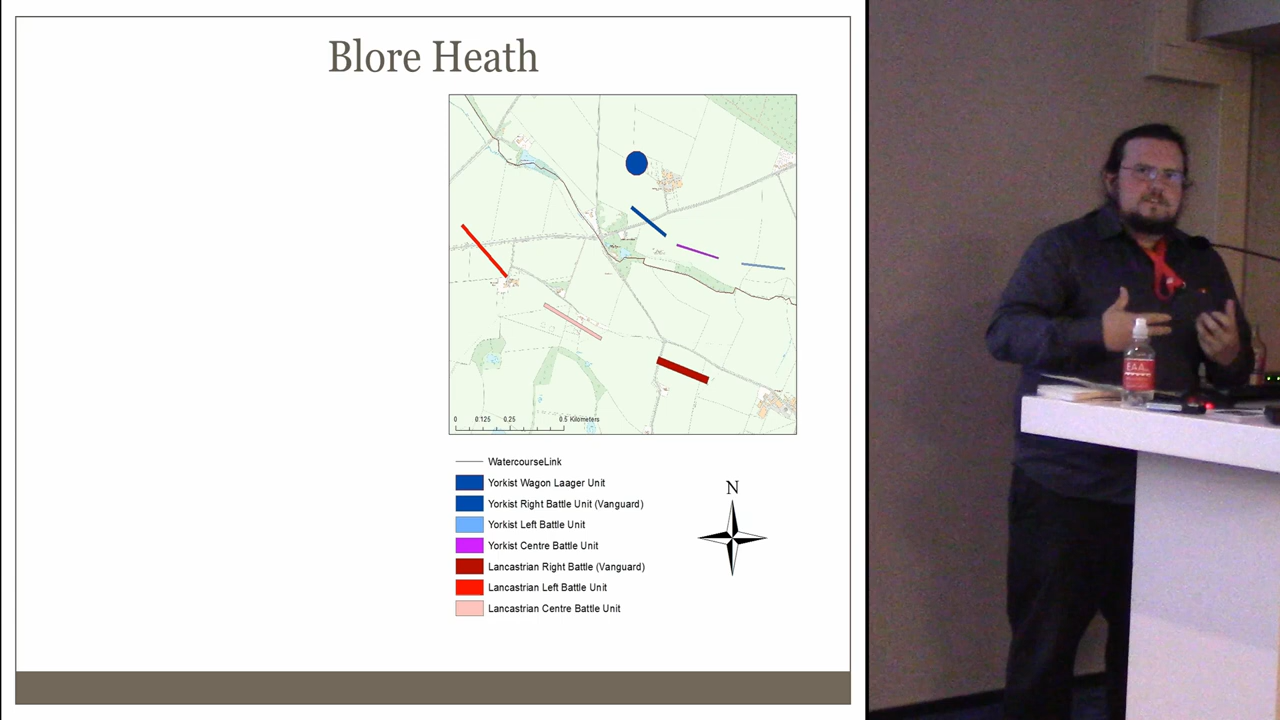 Blore Heath
0 0.125 0.25 0.5 Kilometers
WatercourseLink
Yorkist Wagon Laager Unit
Yorkist Right Battle Unit (Vanguard)
Yorkist Left Battle Unit
Yorkist Centre Battle Unit
Lancastrian Right Battle (Vanguard)
Lancastrian Left Battle Unit
Lancastrian Centre Battle Unit
N
EAA